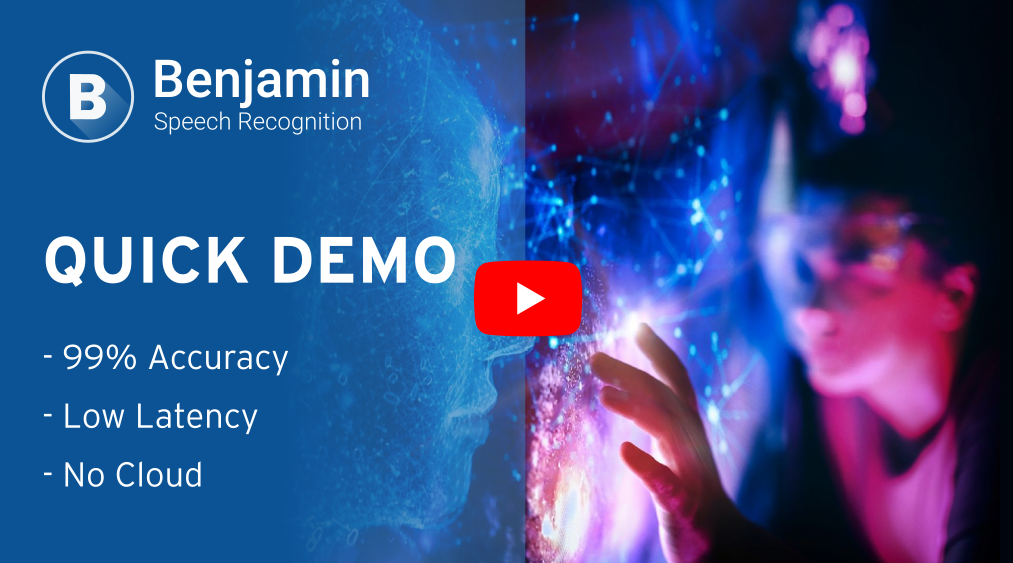 B
Benjamin
Speech Recognition
QUICK DEMO
- 99% Accuracy
- Low Latency
- No Cloud